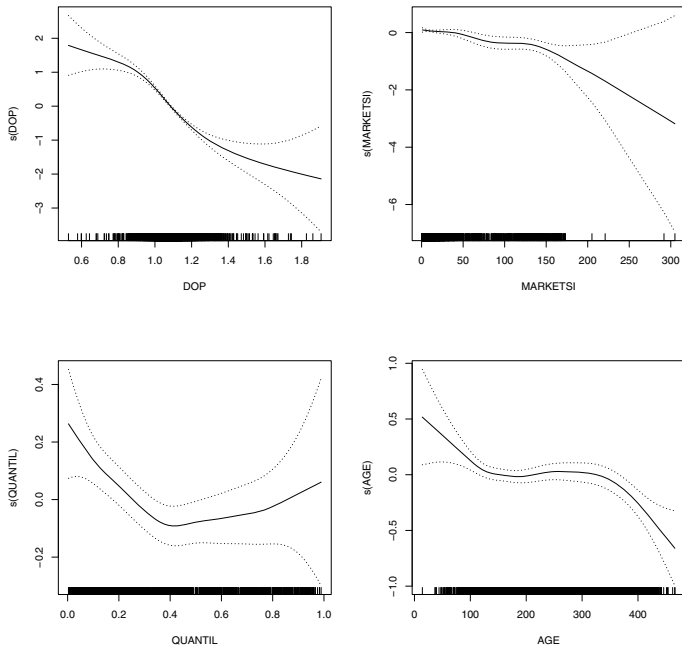 s(DOP)
2
1
0
−1
−2
−3
0.6 0.8 1.0 1.2 1.4 1.6 1.8
DOP
s(MARKETSI)
0
−2
−4
−6
0 50 100 150 200 250 300
MARKETSI
s(QUANTIL)
0.4
0.2
0.0
−0.2
0.0 0.2 0.4 0.6 0.8 1.0
QUANTIL
s(AGE)
1.0
0.5
0.0
−0.5
−1.0
0 100 200 300 400
AGE